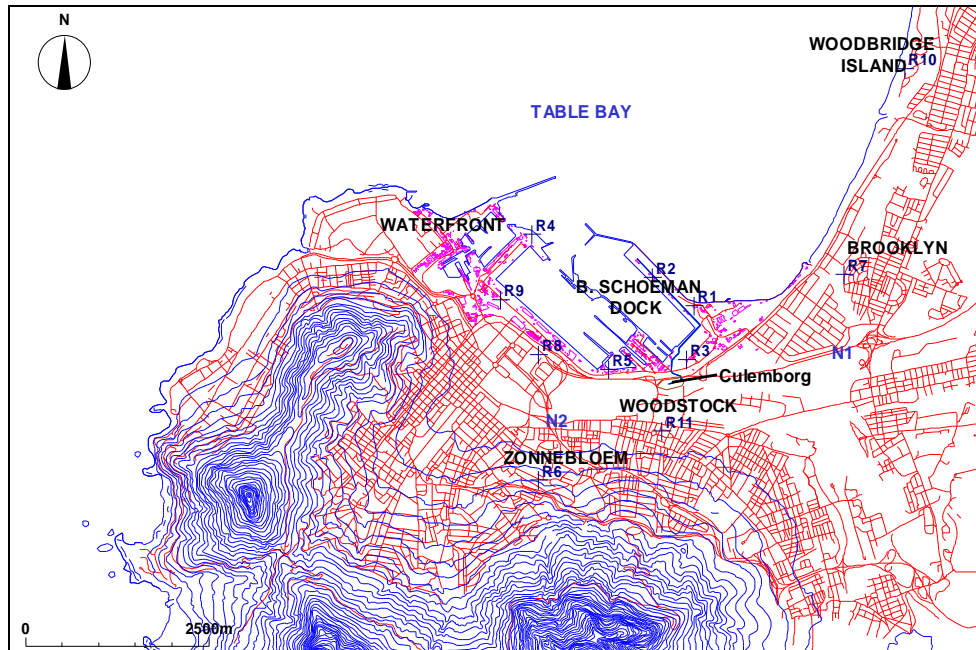 N
WOODBRIDGE
ISLAND
R10
TABLE BAY
WATERFRONT
R4
BROOKLYN
R7
R2
B. SCHOEMAN
DOCK
R9
R1
R8
R5
R3
N1
Culemborg
WOODSTOCK
N2
R11
ZONNEBLOEM
R6
0
2500m